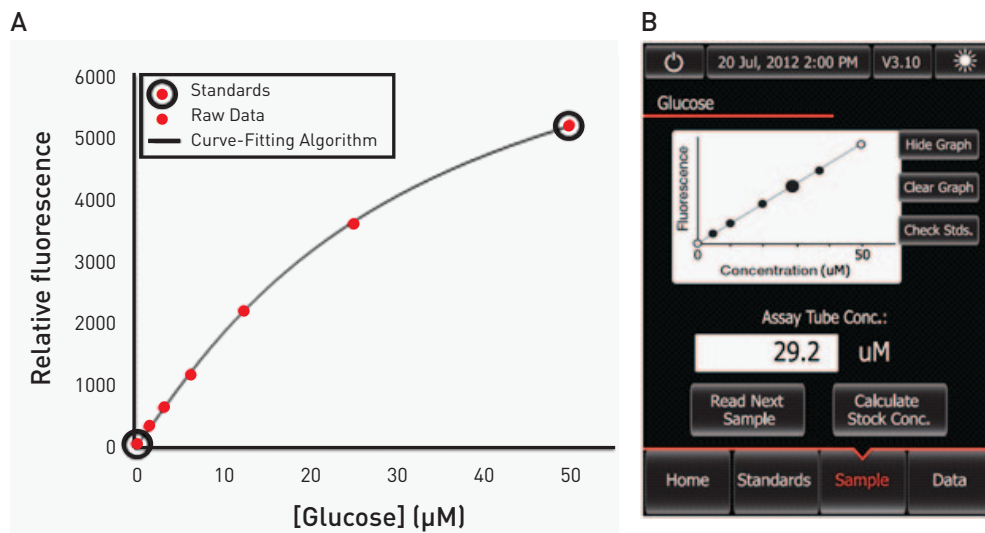 A
6000
5000
4000
3000
2000
1000
0
Relative fluorescence
Standards
Raw Data
Curve-Fitting Algorithm
0 10 20 30 40 50
[Glucose] (µM)
B
20 Jul, 2012 2:00 PM V3.10
Glucose
Hide Graph
Clear Graph
Check Stds.
Fluorescence
0 50
Concentration (uM)
Assay Tube Conc.:
29.2 uM
Read Next
Sample
Calculate
Stock Conc.
Home Standards Sample Data